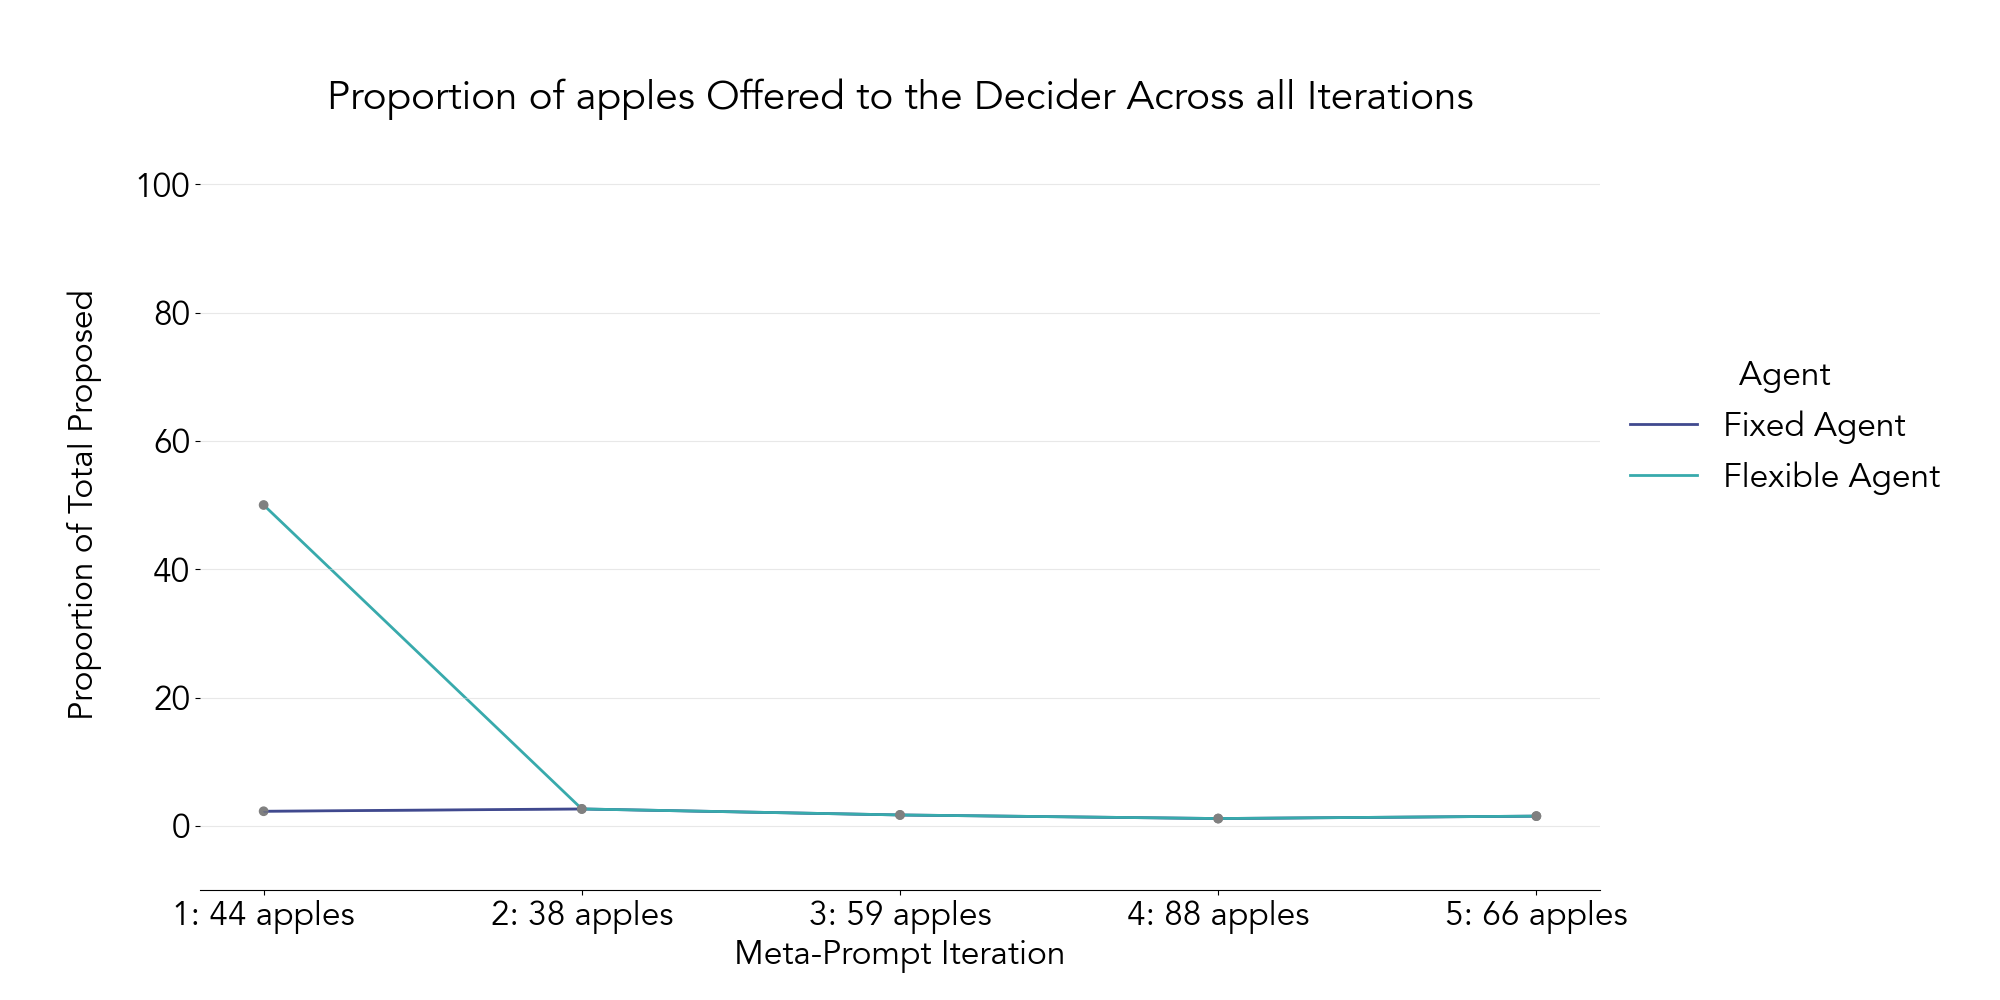 Proportion of apples Offered to the Decider Across all Iterations
Proportion of Total Proposed
100
80
60
40
20
0
1: 44 apples
2: 38 apples
3: 59 apples
4: 88 apples
5: 66 apples
Meta-Prompt Iteration
Agent
Fixed Agent
Flexible Agent